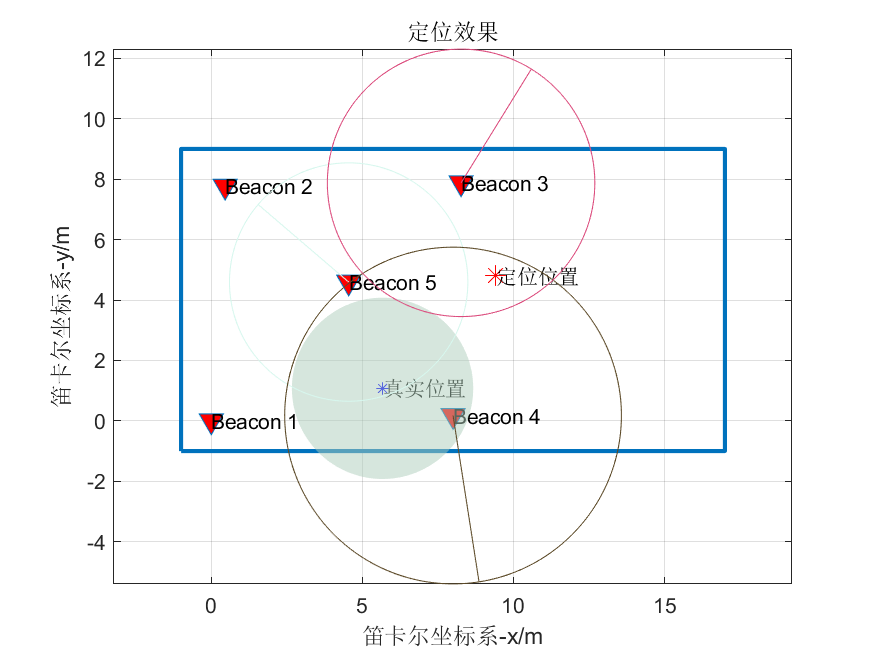 定位效果
12
10
8
6
4
2
0
-2
-4
笛卡尔坐标系-y/m
Beacon 2
Beacon 3
Beacon 5
定位位置
真实位置
Beacon 1
Beacon 4
0
5
10
15
笛卡尔坐标系-x/m